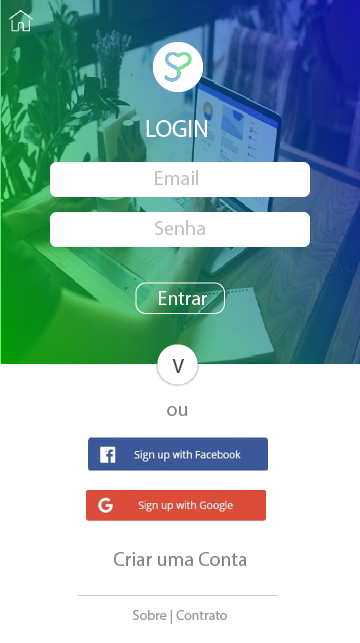 LOGIN
Email
Senha
Entrar
V
ou
Sign up with Facebook
Sign up with Google
Criar uma Conta
Sobre | Contrato